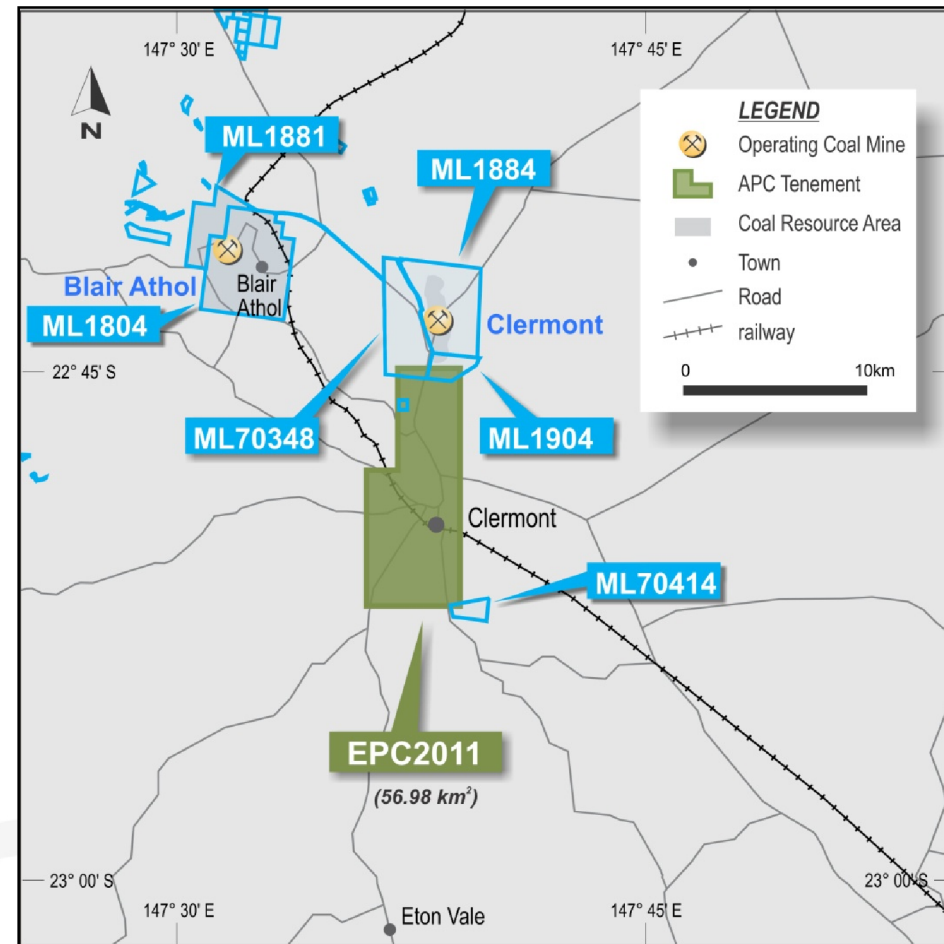 147° 30' E
147° 45' E
N
ML1881
ML1884
LEGEND
Operating Coal Mine
APC Tenement
Coal Resource Area
Town
Road
railway
0 10km
Blair Athol
Blair
Athol
ML1804
Clermont
22° 45' S
ML70348
ML1904
Clermont
ML70414
EPC2011
(56.98 km²)
23° 00' S
23° 00' S
147° 30' E
147° 45' E
Eton Vale